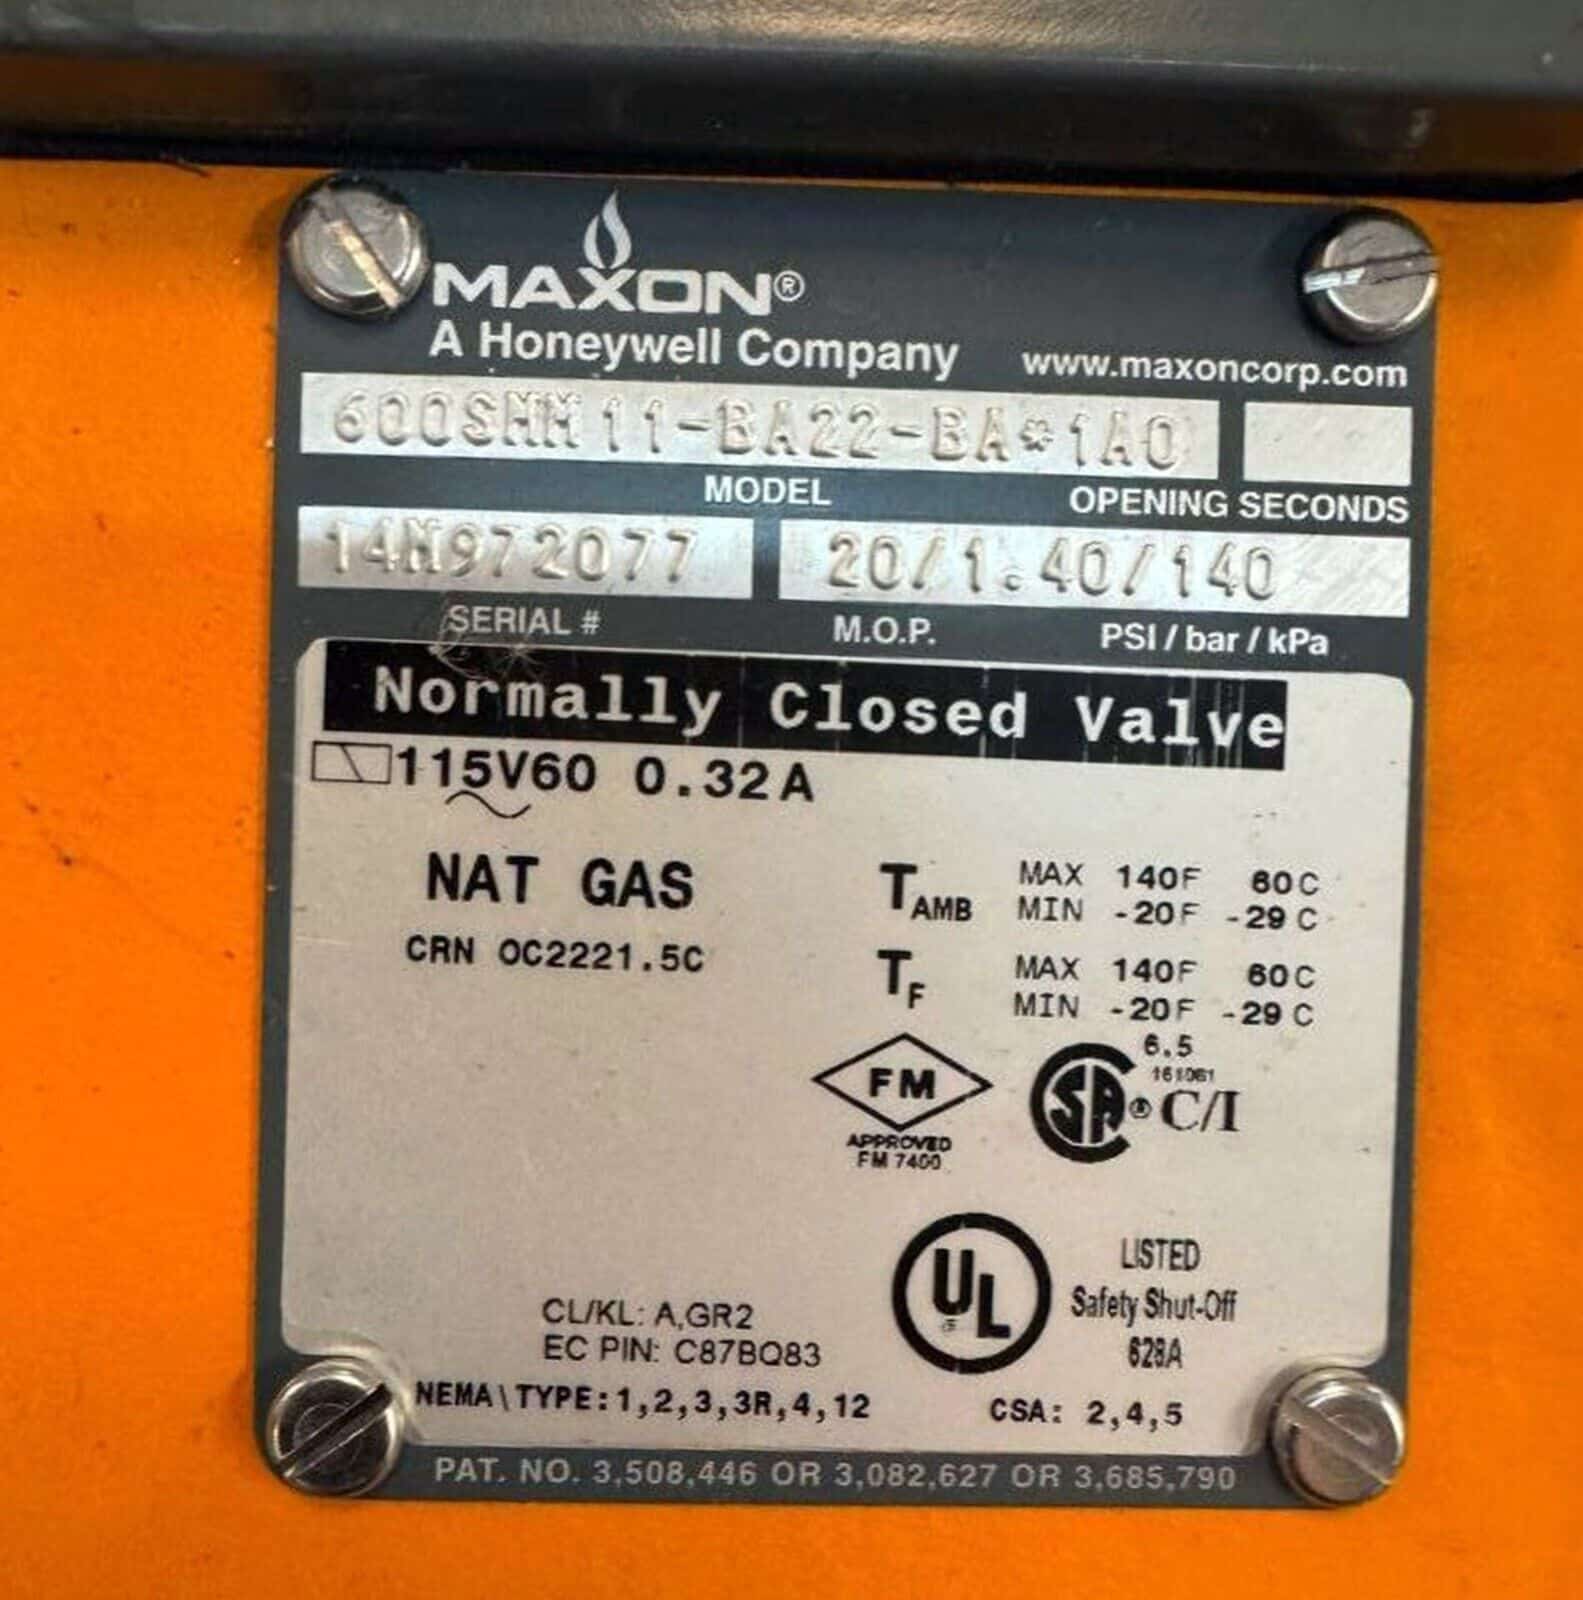 MAXON®
A Honeywell Company www.maxoncorp.com
600SMM11-BA22-BA*1A0
MODEL OPENING SECONDS
14M972077 20/1.40/140
SERIAL # M.O.P. PSI / bar / kPa
Normally Closed Valve
115V60 0.32A
NAT GAS
CRN OC2221.5C
TAMB MAX 140F 60C
MIN -20F -29C
TF MAX 140F 60C
MIN -20F -29C
FM
APPROVED
FM 7400
6.5
161061
SA® C/I
UL
LISTED
Safety Shut-Off
628A
CL/KL: A,GR2
EC PIN: C87BQ83
NEMA\TYPE:1,2,3,3R,4,12 CSA: 2,4,5
PAT. NO. 3,508,446 OR 3,082,627 OR 3,685,790